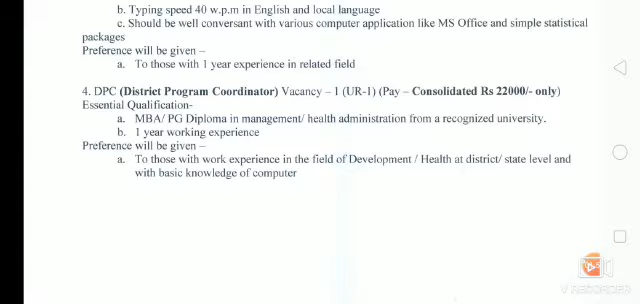 b. Typing speed 40 w.p.m in English and local language
c. Should be well conversant with various computer application like MS Office and simple statistical
packages
Preference will be given –
a. To those with 1 year experience in related field
4. DPC (District Program Coordinator) Vacancy – 1 (UR-1) (Pay – Consolidated Rs 22000/- only)
Essential Qualification-
a. MBA/ PG Diploma in management/ health administration from a recognized university.
b. 1 year working experience
Preference will be given –
a. To those with work experience in the field of Development / Health at district/ state level and
with basic knowledge of computer
V RECORDER